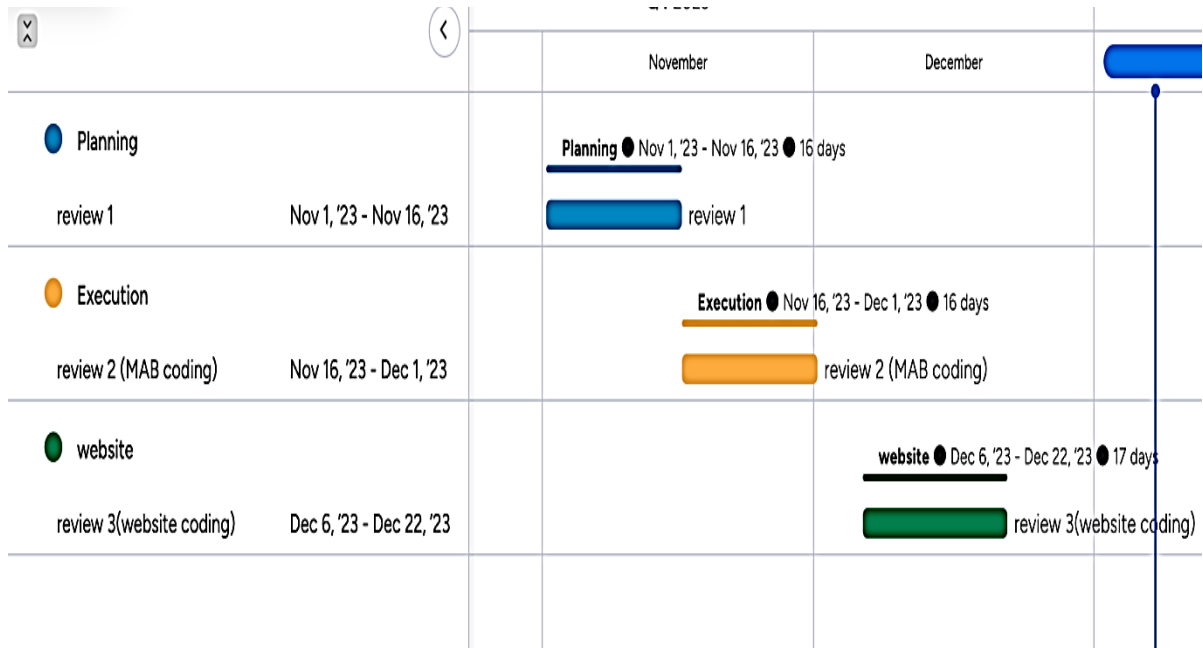 November December
Planning
Planning ● Nov 1, '23 - Nov 16, '23 ● 16 days
review 1 Nov 1, '23 - Nov 16, '23 review 1
Execution
Execution ● Nov 16, '23 - Dec 1, '23 ● 16 days
review 2 (MAB coding) Nov 16, '23 - Dec 1, '23 review 2 (MAB coding)
website
website ● Dec 6, '23 - Dec 22, '23 ● 17 days
review 3(website coding) Dec 6, '23 - Dec 22, '23 review 3(website coding)